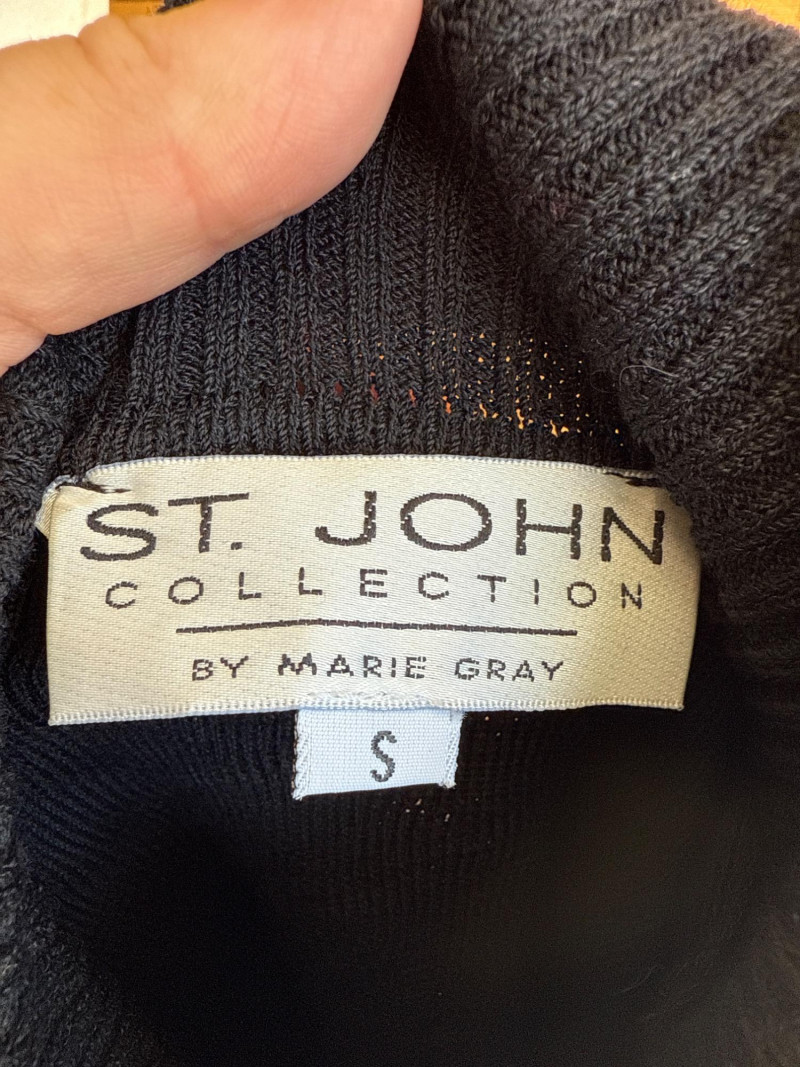 ST. JOHN
COLLECTION
BY MARIE GRAY
S